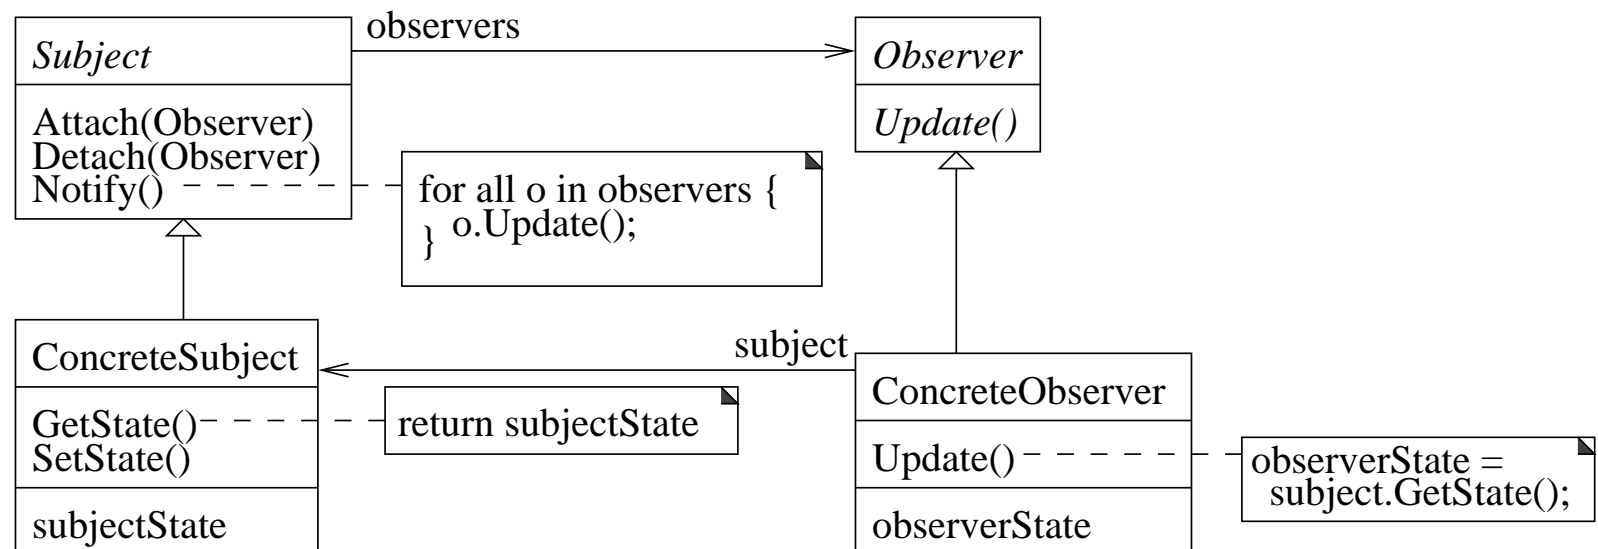 Subject
observers
Observer
Attach(Observer)
Detach(Observer)
Notify()
Update()
for all o in observers {
o.Update();
}
ConcreteSubject
subject
ConcreteObserver
GetState()
SetState()
return subjectState
Update()
observerState =
subject.GetState();
subjectState
observerState